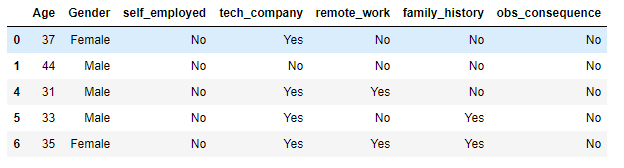 Age Gender self_employed tech_company remote_work family_history obs_consequence
0 37 Female No Yes No No No
1 44 Male No No No No No
4 31 Male No Yes Yes No No
5 33 Male No Yes No Yes No
6 35 Female No Yes Yes Yes No